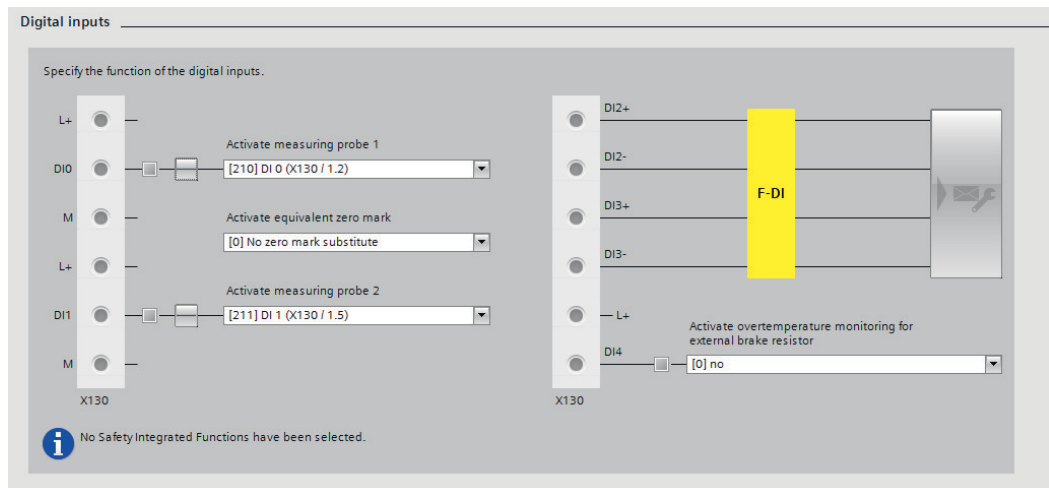 Digital inputs
Specify the function of the digital inputs.
L+
DI0
Activate measuring probe 1
[210] DI 0 (X130 / 1.2)
M
Activate equivalent zero mark
[0] No zero mark substitute
L+
Activate measuring probe 2
DI1
[211] DI 1 (X130 / 1.5)
M
X130
DI2+
DI2-
F-DI
DI3+
DI3-
L+
Activate overtemperature monitoring for
external brake resistor
DI4
[0] no
X130
No Safety Integrated Functions have been selected.